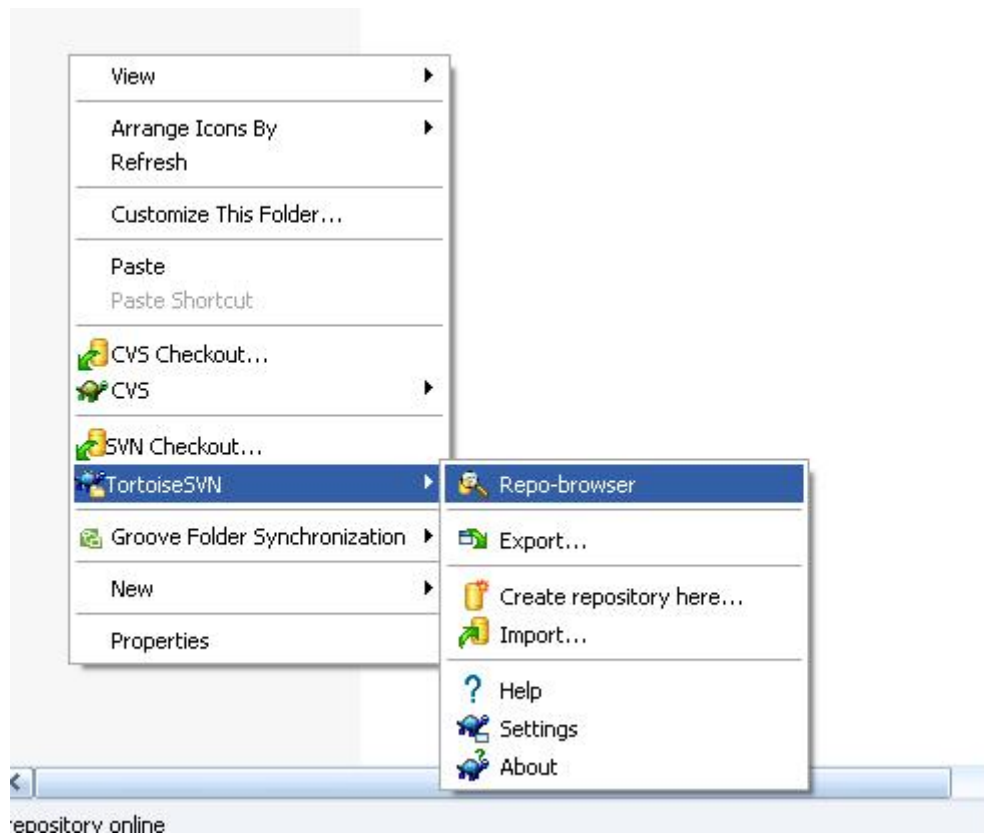 View
Arrange Icons By
Refresh
Customize This Folder...
Paste
Paste Shortcut
CVS Checkout...
CVS
SVN Checkout...
TortoiseSVN
Groove Folder Synchronization
New
Properties
Repo-browser
Export...
Create repository here...
Import...
Help
Settings
About
repository online